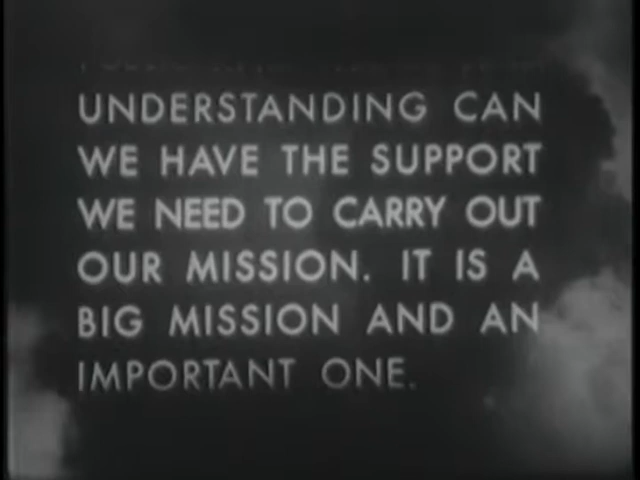 UNDERSTANDING CAN
WE HAVE THE SUPPORT
WE NEED TO CARRY OUT
OUR MISSION. IT IS A
BIG MISSION AND AN
IMPORTANT ONE.